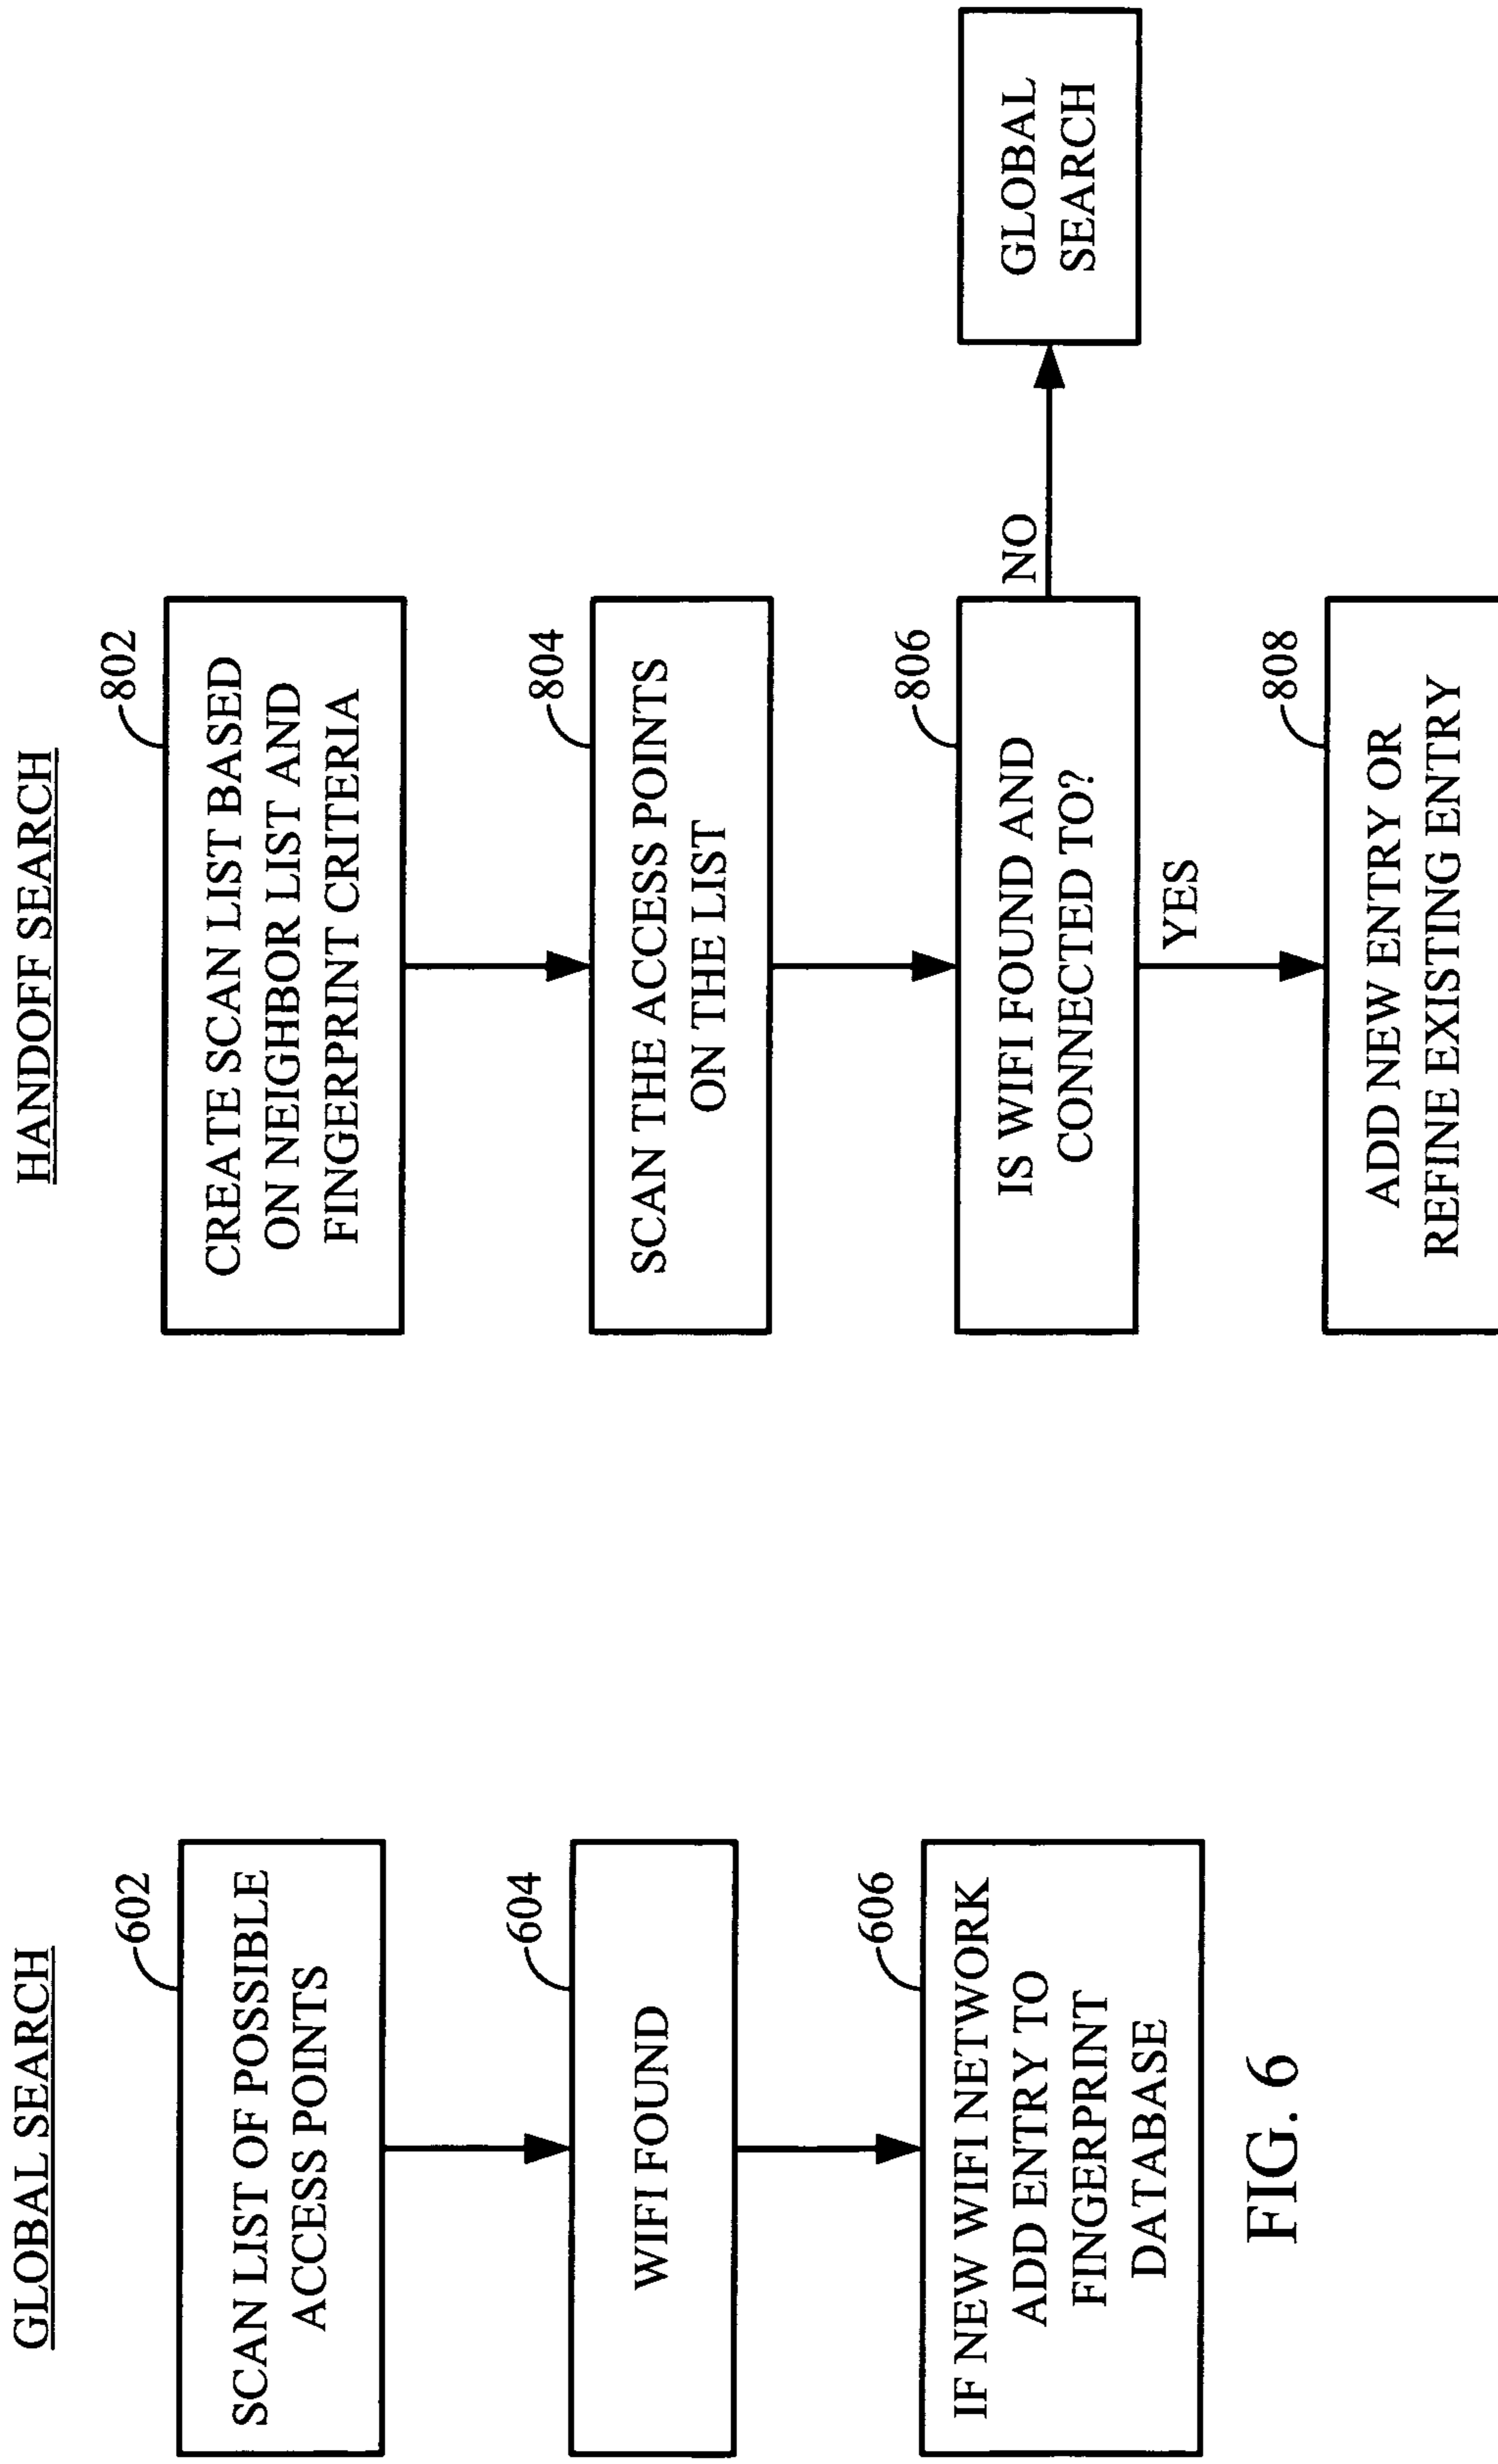 GLOBAL SEARCH
602
SCAN LIST OF POSSIBLE
ACCESS POINTS
604
WIFI FOUND
606
IF NEW WIFI NETWORK
ADD ENTRY TO
FINGERPRINT
DATABASE
FIG. 6
HANDOFF SEARCH
802
CREATE SCAN LIST BASED
ON NEIGHBOR LIST AND
FINGERPRINT CRITERIA
804
SCAN THE ACCESS POINTS
ON THE LIST
806
IS WIFI FOUND AND
CONNECTED TO?
NO
GLOBAL
SEARCH
YES
808
ADD NEW ENTRY OR
REFINE EXISTING ENTRY